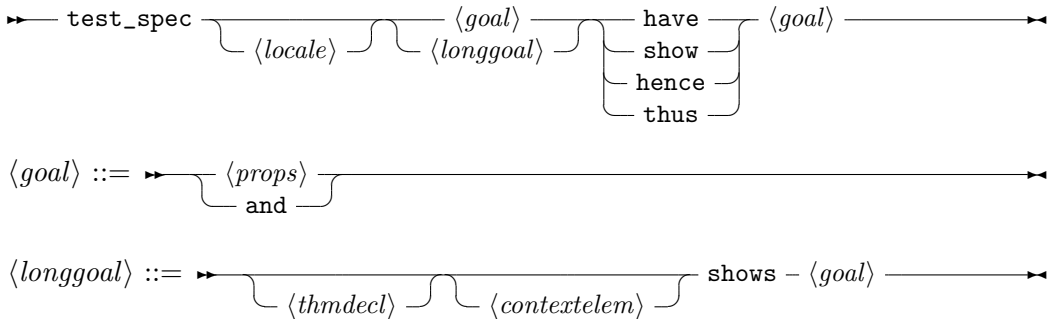 test_spec ⟨goal⟩ have ⟨goal⟩
⟨locale⟩ ⟨longgoal⟩ show
hence
thus
⟨goal⟩ ::= ⟨props⟩
and
⟨longgoal⟩ ::= shows ⟨goal⟩
⟨thmdecl⟩ ⟨contextelem⟩